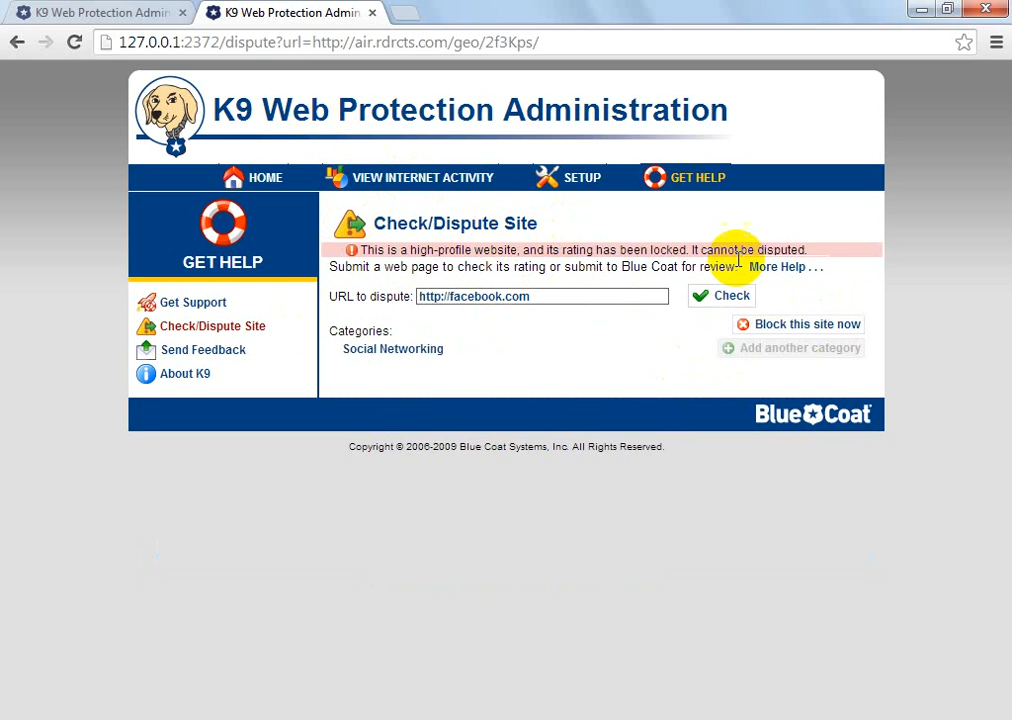 K9 Web Protection Admin
K9 Web Protection Admin
127.0.0.1:2372/dispute?url=http://air.rdrcts.com/geo/2f3Kps/
K9 Web Protection Administration
HOME
VIEW INTERNET ACTIVITY
SETUP
GET HELP
GET HELP
Get Support
Check/Dispute Site
Send Feedback
About K9
Check/Dispute Site
This is a high-profile website, and its rating has been locked. It cannot be disputed.
Submit a web page to check its rating or submit to Blue Coat for review. More Help . . .
URL to dispute: http://facebook.com Check
Block this site now
Categories:
Social Networking
Add another category
Blue Coat
Copyright © 2006-2009 Blue Coat Systems, Inc. All Rights Reserved.